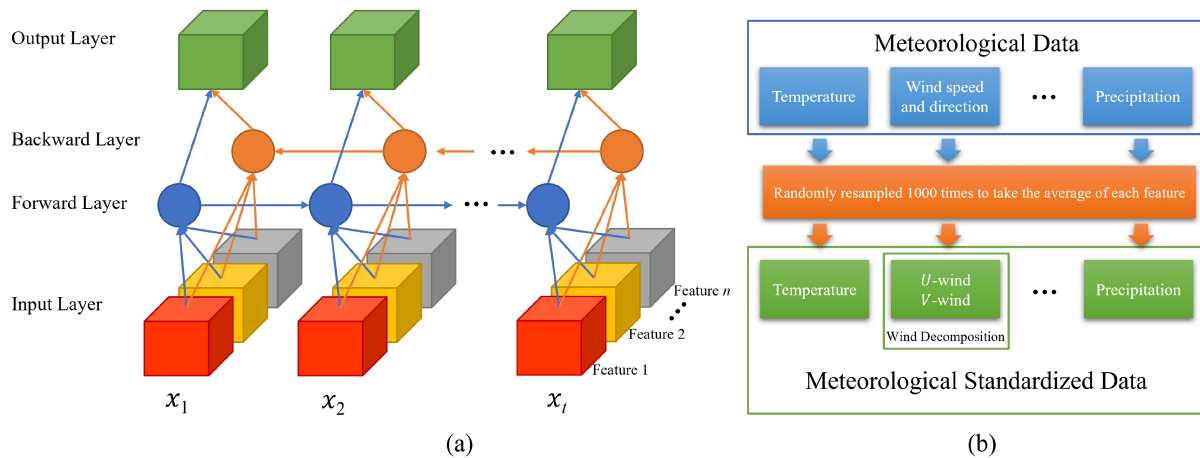 Output Layer
Backward Layer
Forward Layer
Input Layer
Feature n
Feature 2
Feature 1
x1
x2
xt
(a)
Meteorological Data
Temperature
Wind speed
and direction
Precipitation
Randomly resampled 1000 times to take the average of each feature
Temperature
U-wind
V-wind
Precipitation
Wind Decomposition
Meteorological Standardized Data
(b)